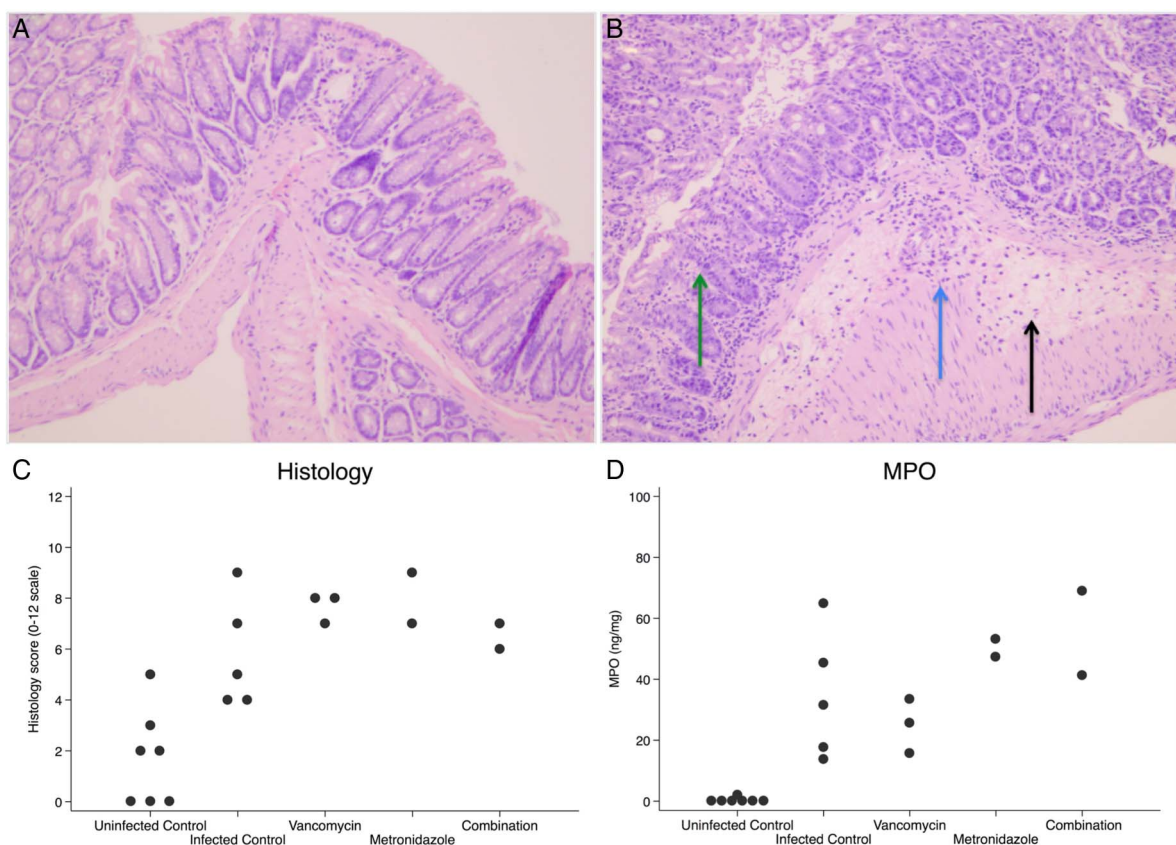 A
B
C
Histology
Histology score (0-12 scale)
12
10
8
6
4
2
0
Uninfected Control
Infected Control
Vancomycin
Metronidazole
Combination
D
MPO
MPO (ng/mg)
100
80
60
40
20
0
Uninfected Control
Infected Control
Vancomycin
Metronidazole
Combination